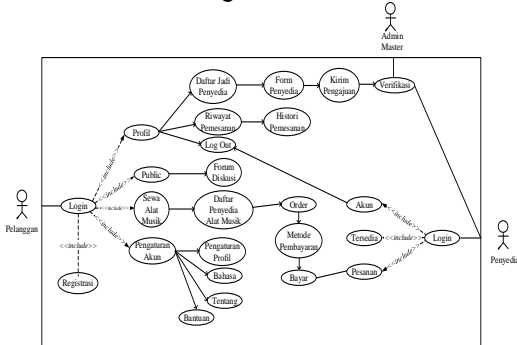 Admin
Master
Daftar Jadi
Penyedia
Form
Penyedia
Kirim
Pengajuan
Verifikasi
Profil
Riwayat
Pemesanan
Histori
Pemesanan
Log Out
<<include>>
Public
<<include>>
Forum
Diskusi
Pelanggan
Login
<<include>>
Sewa
Alat
Musik
Daftar
Penyedia
Alat Musik
Order
Akun
<<include>>
<<include>>
Pengaturan
Akun
Pengaturan
Profil
Metode
Pembayaran
Tersedia
<<include>>
Login
Penyedia
<<include>>
Bahasa
Bayar
Pesanan
<<include>>
Registrasi
Tentang
Bantuan